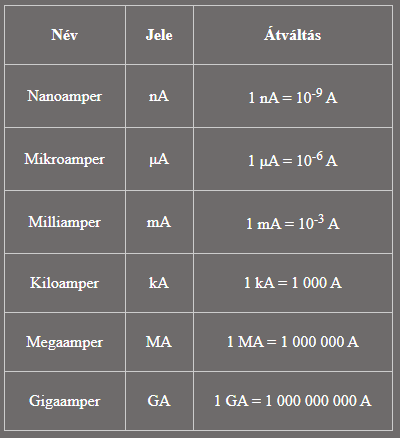 Név Jele Átváltás
Nanoamper nA 1 nA = 10⁻⁹ A
Mikroamper μA 1 μA = 10⁻⁶ A
Milliamper mA 1 mA = 10⁻³ A
Kiloamper kA 1 kA = 1 000 A
Megaamper MA 1 MA = 1 000 000 A
Gigaamper GA 1 GA = 1 000 000 000 A